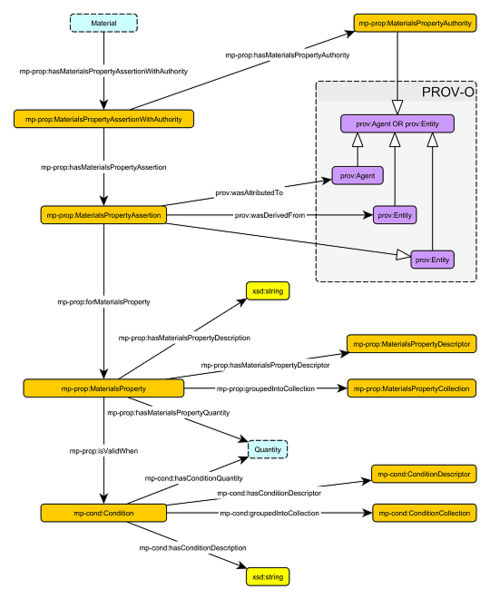 Material
mp-prop:MaterialsPropertyAuthority
mp-prop:hasMaterialsPropertyAuthority
mp-prop:hasMaterialsPropertyAssertionWithAuthority
PROV-O
mp-prop:MaterialsPropertyAssertionWithAuthority
prov:Agent OR prov:Entity
mp-prop:hasMaterialsPropertyAssertion
prov:Agent
prov:wasAttributedTo
mp-prop:MaterialsPropertyAssertion
prov:wasDerivedFrom
prov:Entity
prov:Entity
xsd:string
mp-prop:forMaterialsProperty
mp-prop:hasMaterialsPropertyDescription
mp-prop:MaterialsPropertyDescriptor
mp-prop:hasMaterialsPropertyDescriptor
mp-prop:MaterialsProperty
mp-prop:groupedIntoCollection
mp-prop:MaterialsPropertyCollection
mp-prop:hasMaterialsPropertyQuantity
mp-prop:isValidWhen
Quantity
mp-cond:hasConditionQuantity
mp-cond:ConditionDescriptor
mp-cond:hasConditionDescriptor
mp-cond:Condition
mp-cond:groupedIntoCollection
mp-cond:ConditionCollection
mp-cond:hasConditionDescription
xsd:string